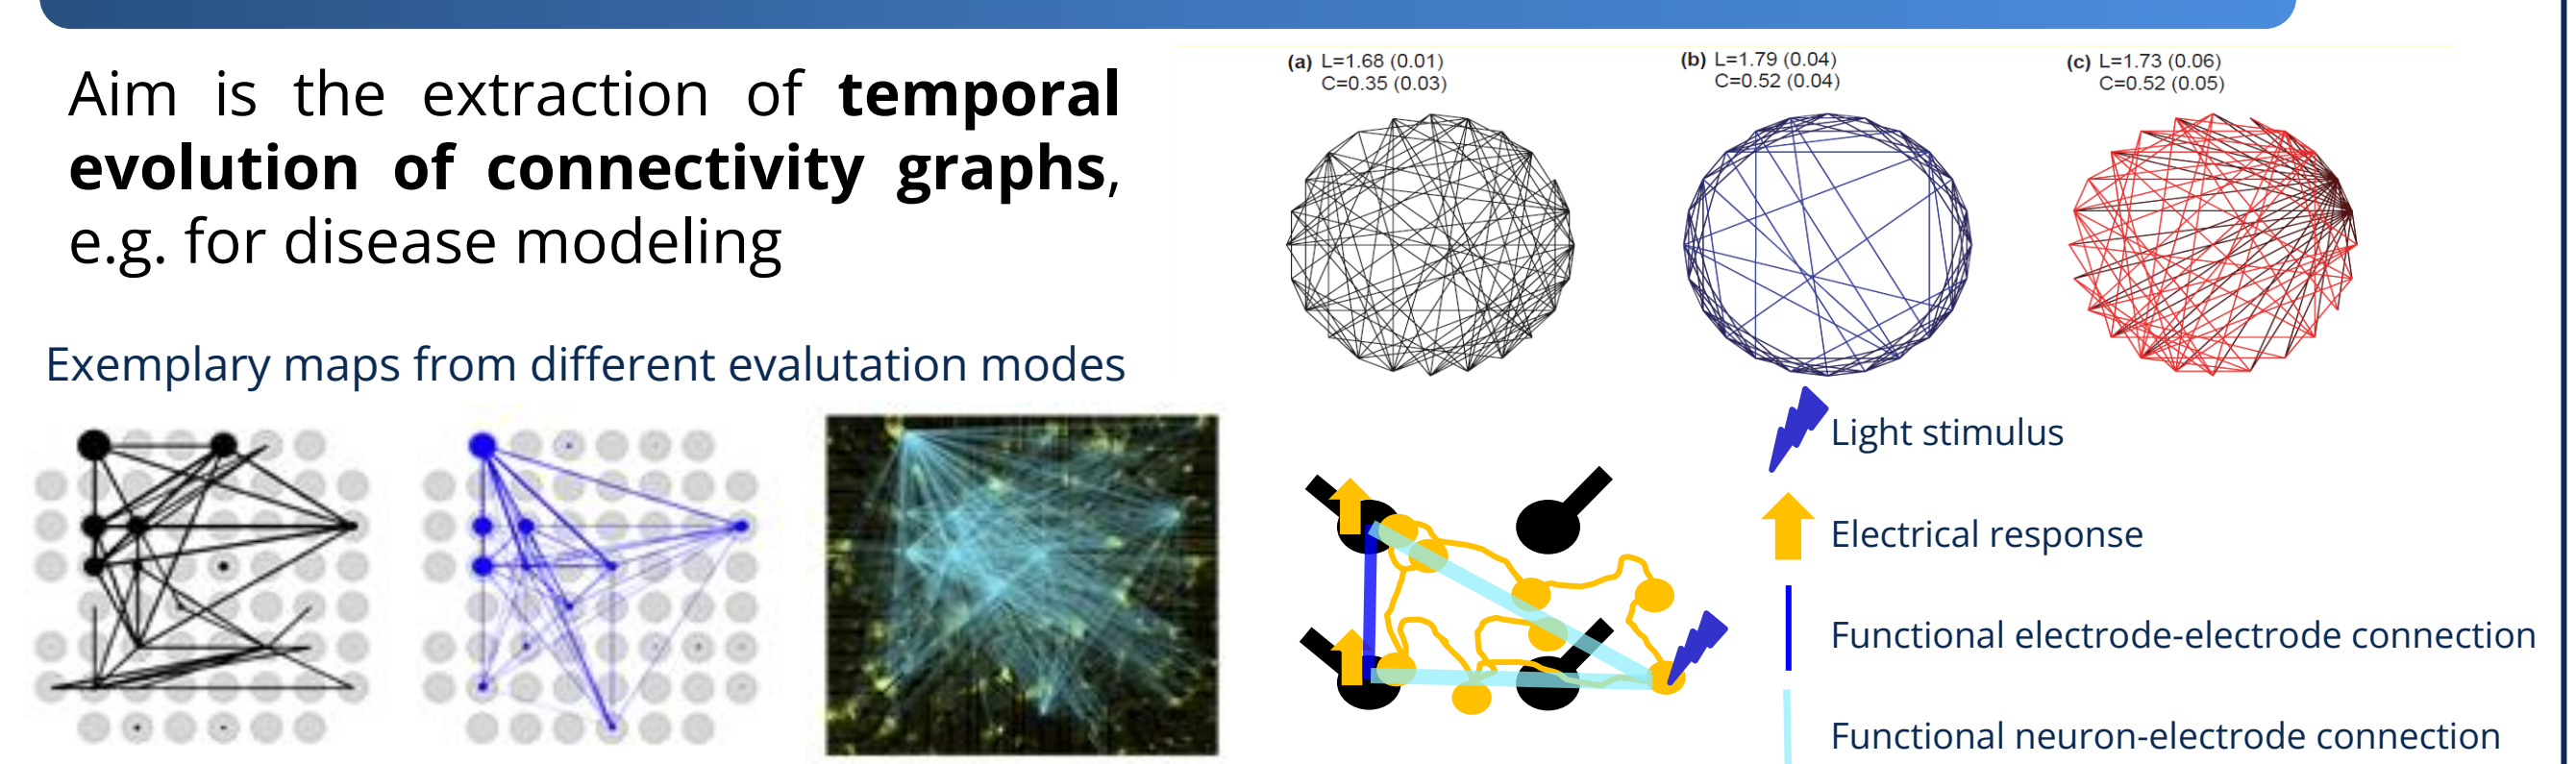 Aim is the extraction of temporal
evolution of connectivity graphs,
e.g. for disease modeling
Exemplary maps from different evalutation modes
(a) L=1.68 (0.01)
C=0.35 (0.03)
(b) L=1.79 (0.04)
C=0.52 (0.04)
(c) L=1.73 (0.06)
C=0.52 (0.05)
Light stimulus
Electrical response
Functional electrode-electrode connection
Functional neuron-electrode connection